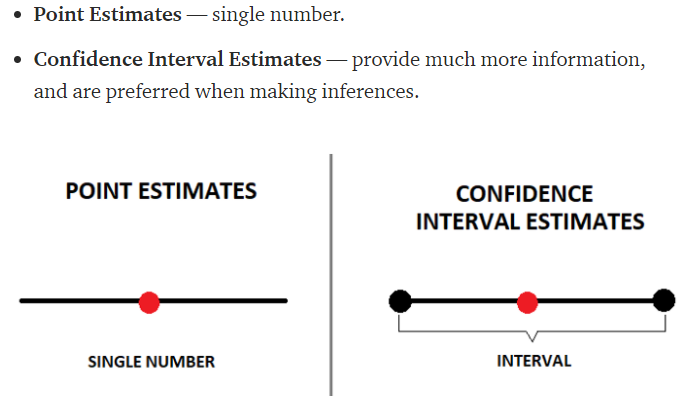 • Point Estimates — single number.
• Confidence Interval Estimates — provide much more information,
and are preferred when making inferences.
POINT ESTIMATES
SINGLE NUMBER
CONFIDENCE
INTERVAL ESTIMATES
INTERVAL